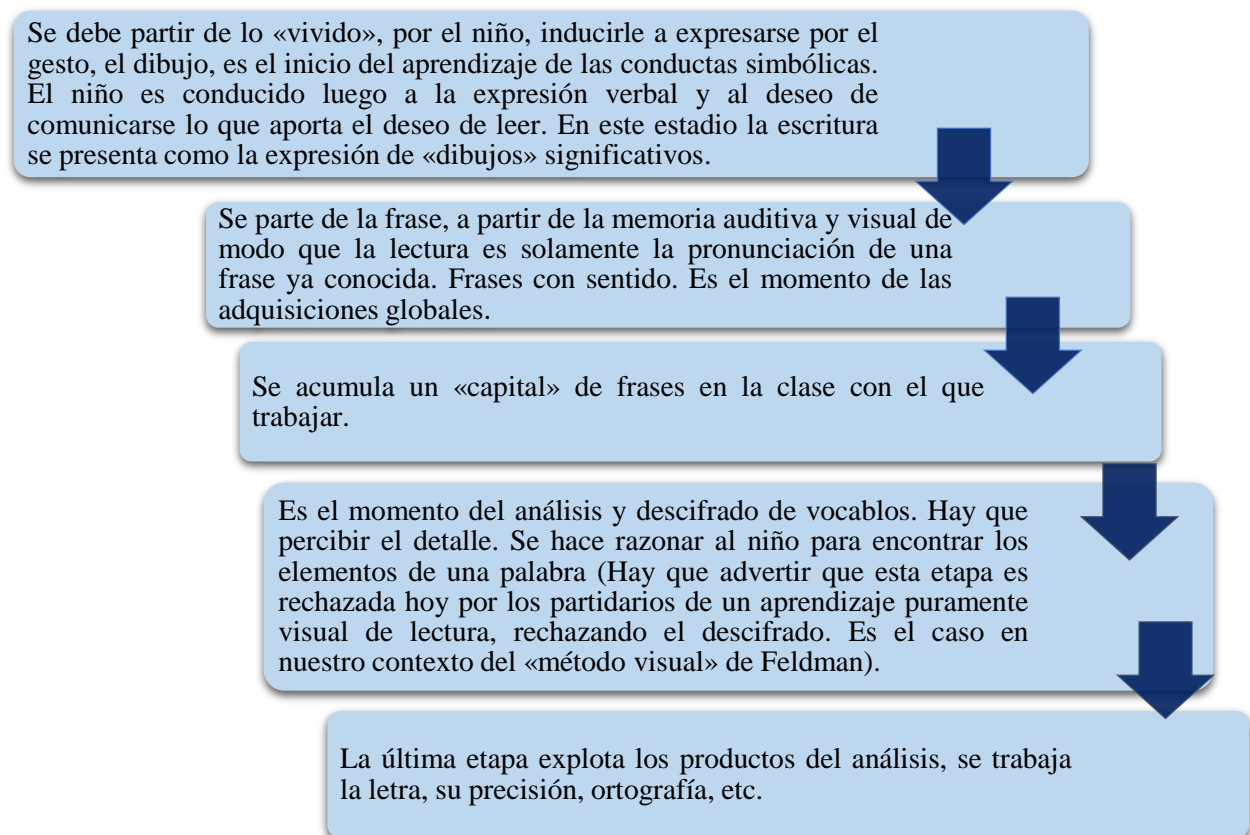 Se debe partir de lo «vivido», por el niño, inducirle a expresarse por el
gesto, el dibujo, es el inicio del aprendizaje de las conductas simbólicas.
El niño es conducido luego a la expresión verbal y al deseo de
comunicarse lo que aporta el deseo de leer. En este estadio la escritura
se presenta como la expresión de «dibujos» significativos.
Se parte de la frase, a partir de la memoria auditiva y visual de
modo que la lectura es solamente la pronunciación de una
frase ya conocida. Frases con sentido. Es el momento de las
adquisiciones globales.
Se acumula un «capital» de frases en la clase con el que
trabajar.
Es el momento del análisis y descifrado de vocablos. Hay que
percibir el detalle. Se hace razonar al niño para encontrar los
elementos de una palabra (Hay que advertir que esta etapa es
rechazada hoy por los partidarios de un aprendizaje puramente
visual de lectura, rechazando el descifrado. Es el caso en
nuestro contexto del «método visual» de Feldman).
La última etapa explota los productos del análisis, se trabaja
la letra, su precisión, ortografía, etc.